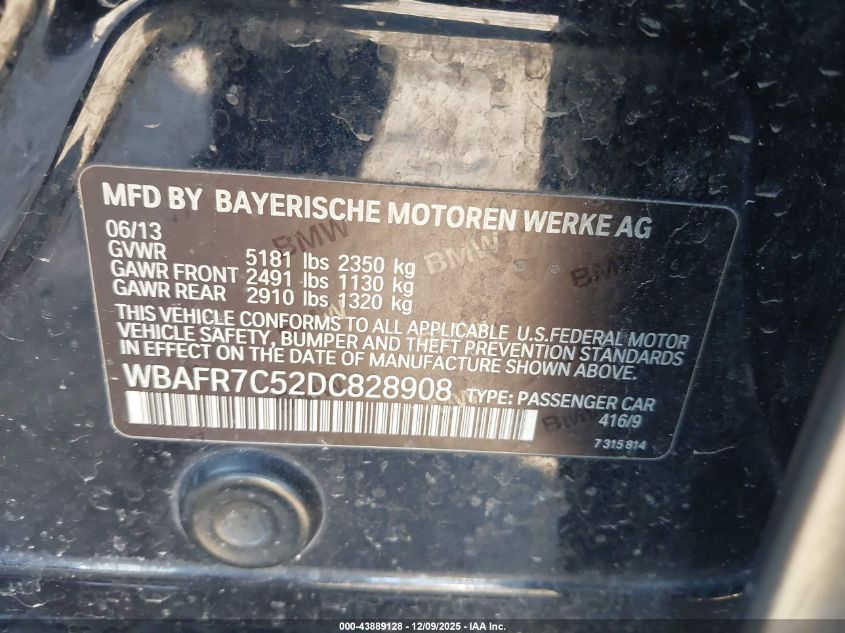 MFD BY BAYERISCHE MOTOREN WERKE AG
06/13
GVWR 5181 lbs 2350 kg
GAWR FRONT 2491 lbs 1130 kg
GAWR REAR 2910 lbs 1320 kg
THIS VEHICLE CONFORMS TO ALL APPLICABLE U.S.FEDERAL MOTOR
VEHICLE SAFETY, BUMPER AND THEFT PREVENTION STANDARDS
IN EFFECT ON THE DATE OF MANUFACTURE SHOWN ABOVE.
WBAFR7C52DC828908 TYPE: PASSENGER CAR
416/9
7 315 814
000-43889128 - 12/09/2025 - IAA Inc.